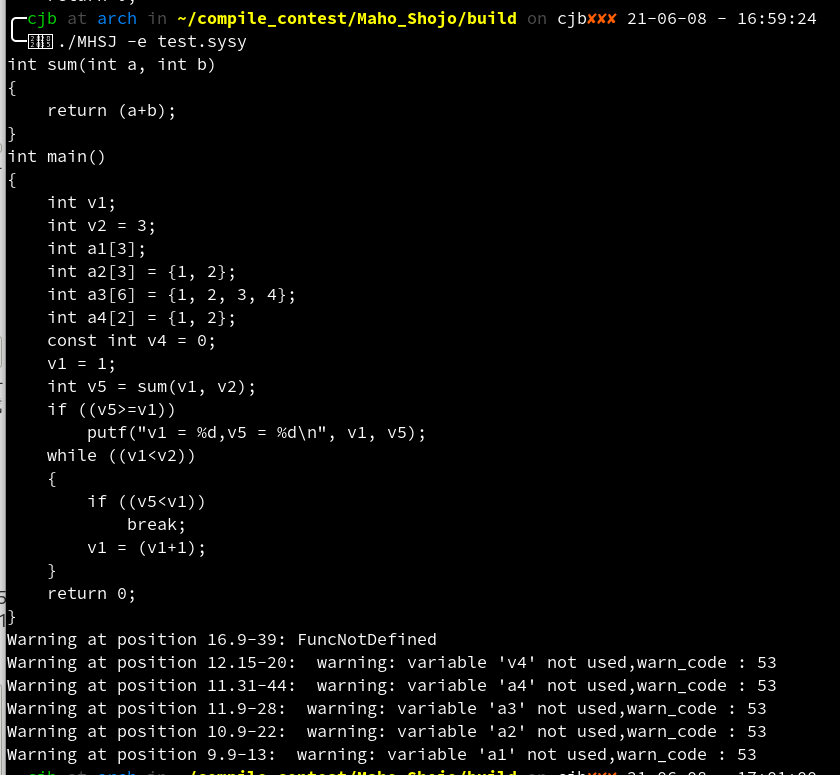 cjb at arch in ~/compile_contest/Maho_Shojo/build on cjb✘✘✘ 21-06-08 - 16:59:24
./MHSJ -e test.sysy
int sum(int a, int b)
{
    return (a+b);
}
int main()
{
    int v1;
    int v2 = 3;
    int a1[3];
    int a2[3] = {1, 2};
    int a3[6] = {1, 2, 3, 4};
    int a4[2] = {1, 2};
    const int v4 = 0;
    v1 = 1;
    int v5 = sum(v1, v2);
    if ((v5>=v1))
        putf("v1 = %d,v5 = %d\n", v1, v5);
    while ((v1<v2))
    {
        if ((v5<v1))
            break;
        v1 = (v1+1);
    }
    return 0;
}
Warning at position 16.9-39: FuncNotDefined
Warning at position 12.15-20:  warning: variable 'v4' not used,warn_code : 53
Warning at position 11.31-44:  warning: variable 'a4' not used,warn_code : 53
Warning at position 11.9-28:  warning: variable 'a3' not used,warn_code : 53
Warning at position 10.9-22:  warning: variable 'a2' not used,warn_code : 53
Warning at position 9.9-13:  warning: variable 'a1' not used,warn_code : 53